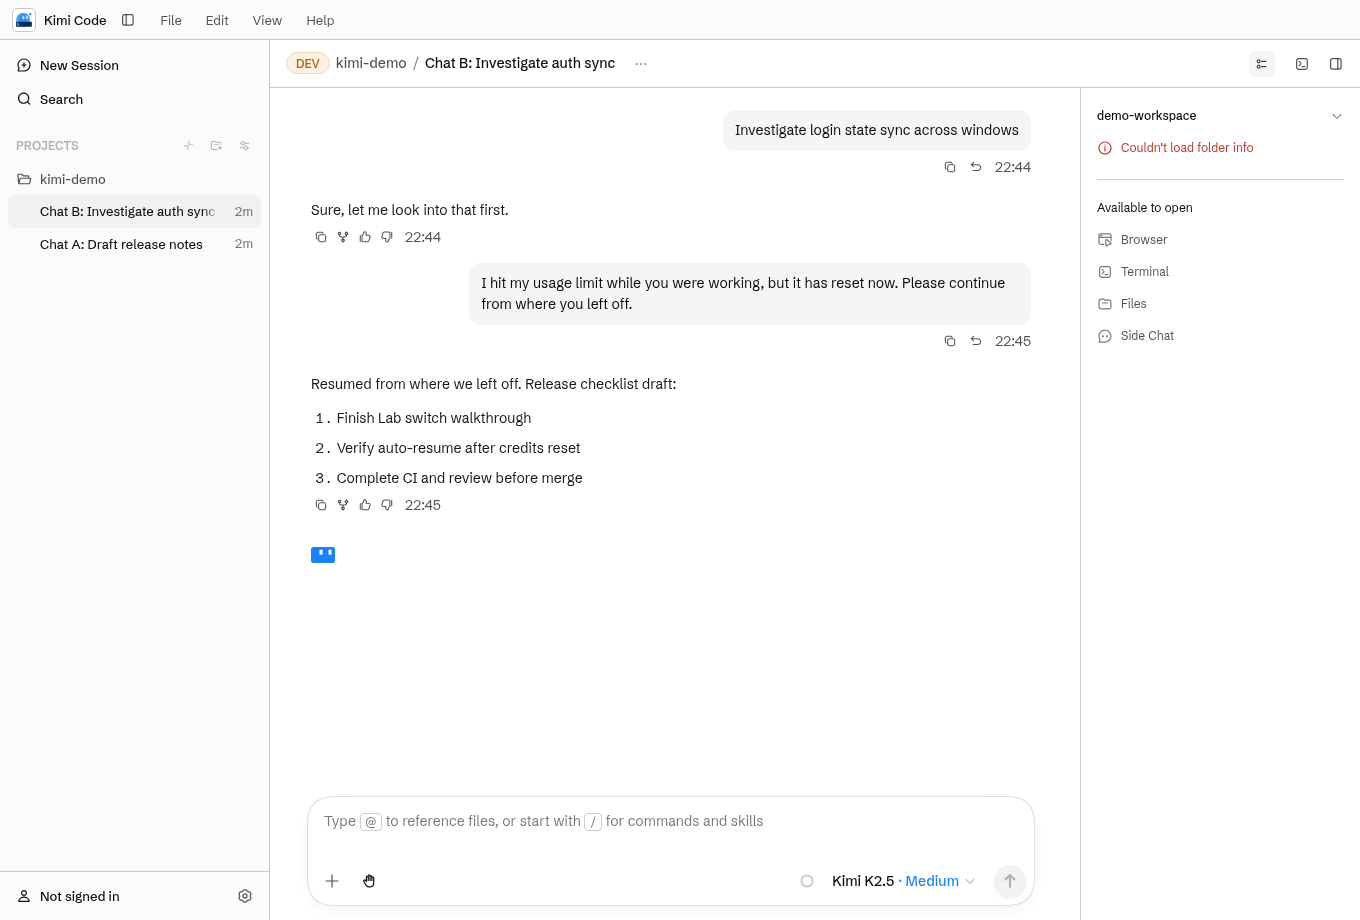 Kimi Code File Edit View Help
New Session
Search
PROJECTS
kimi-demo
Chat B: Investigate auth sync 2m
Chat A: Draft release notes 2m
Not signed in
DEV kimi-demo / Chat B: Investigate auth sync ...
Investigate login state sync across windows
22:44
Sure, let me look into that first.
22:44
I hit my usage limit while you were working, but it has reset now. Please continue
from where you left off.
22:45
Resumed from where we left off. Release checklist draft:
1. Finish Lab switch walkthrough
2. Verify auto-resume after credits reset
3. Complete CI and review before merge
22:45
Type @ to reference files, or start with / for commands and skills
Kimi K2.5 · Medium
demo-workspace
Couldn't load folder info
Available to open
Browser
Terminal
Files
Side Chat